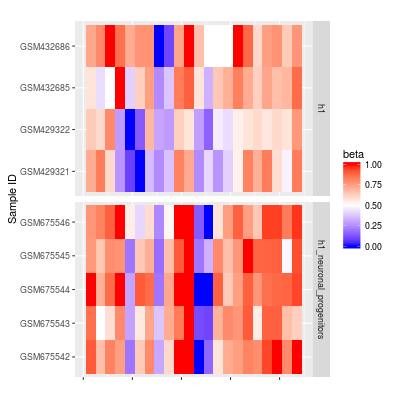 Sample ID
GSM432686
GSM432685
GSM429322
GSM429321
h1
GSM675546
GSM675545
GSM675544
GSM675543
GSM675542
h1_neuronal_progenitors
beta
1.00
0.75
0.50
0.25
0.00